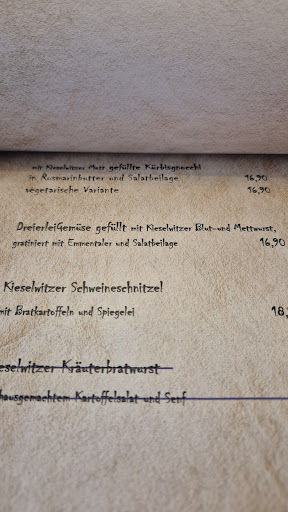 mit Kieselwitzer Mett gefüllte Kürbisgnocchi
in Rosmarinbutter und Salatbeilage 16,90
vegetarische Variante 16,90
DreierleiGemüse gefüllt mit Kieselwitzer Blut-und Mettwurst,
gratiniert mit Emmentaler und Salatbeilage 16,90
Kieselwitzer Schweineschnitzel
mit Bratkartoffeln und Spiegelei 18,
eselwitzer Kräuterbratwurst
hausgemachtem Kartoffelsalat und Senf